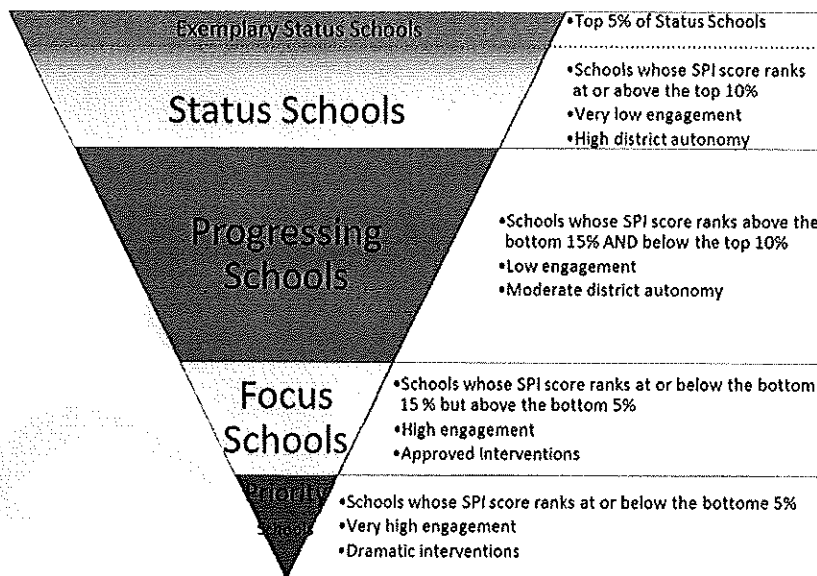 Exemplary Status Schools
•Top 5% of Status Schools
Status Schools
•Schools whose SPI score ranks
at or above the top 10%
•Very low engagement
•High district autonomy
Progressing
Schools
•Schools whose SPI score ranks above the
bottom 15% AND below the top 10%
•Low engagement
•Moderate district autonomy
Focus
Schools
•Schools whose SPI score ranks at or below the bottom
15 % but above the bottom 5%
•High engagement
•Approved Interventions
Priority
Schools
•Schools whose SPI score ranks at or below the bottome 5%
•Very high engagement
•Dramatic interventions